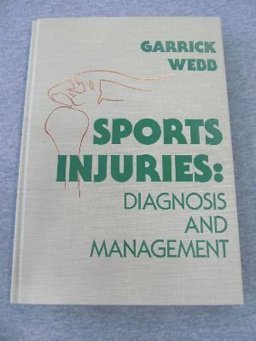 GARRICK
WEBB
SPORTS
INJURIES:
DIAGNOSIS
AND
MANAGEMENT